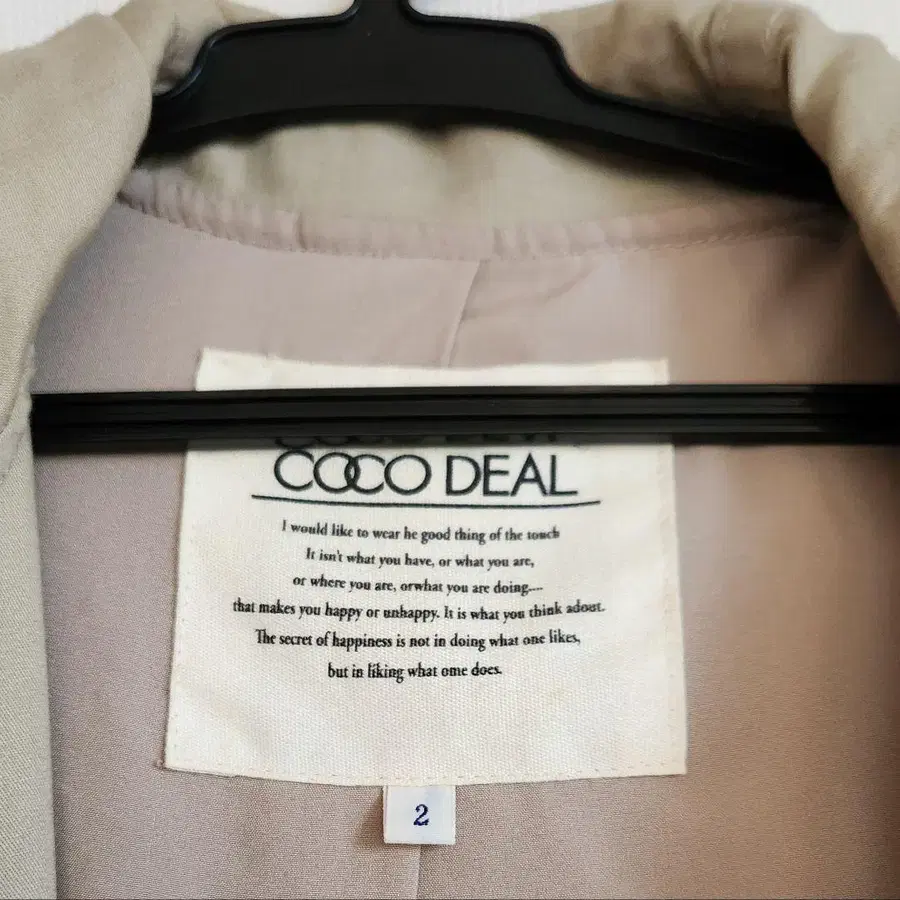 COCO DEAL
I would like to wear he good thing of the touch
It isn't what you have, or what you are,
or where you are, orwhat you are doing....
that makes you happy or unhappy. It is what you think adout.
The secret of happiness is not in doing what one likes,
but in liking what ome does.
2